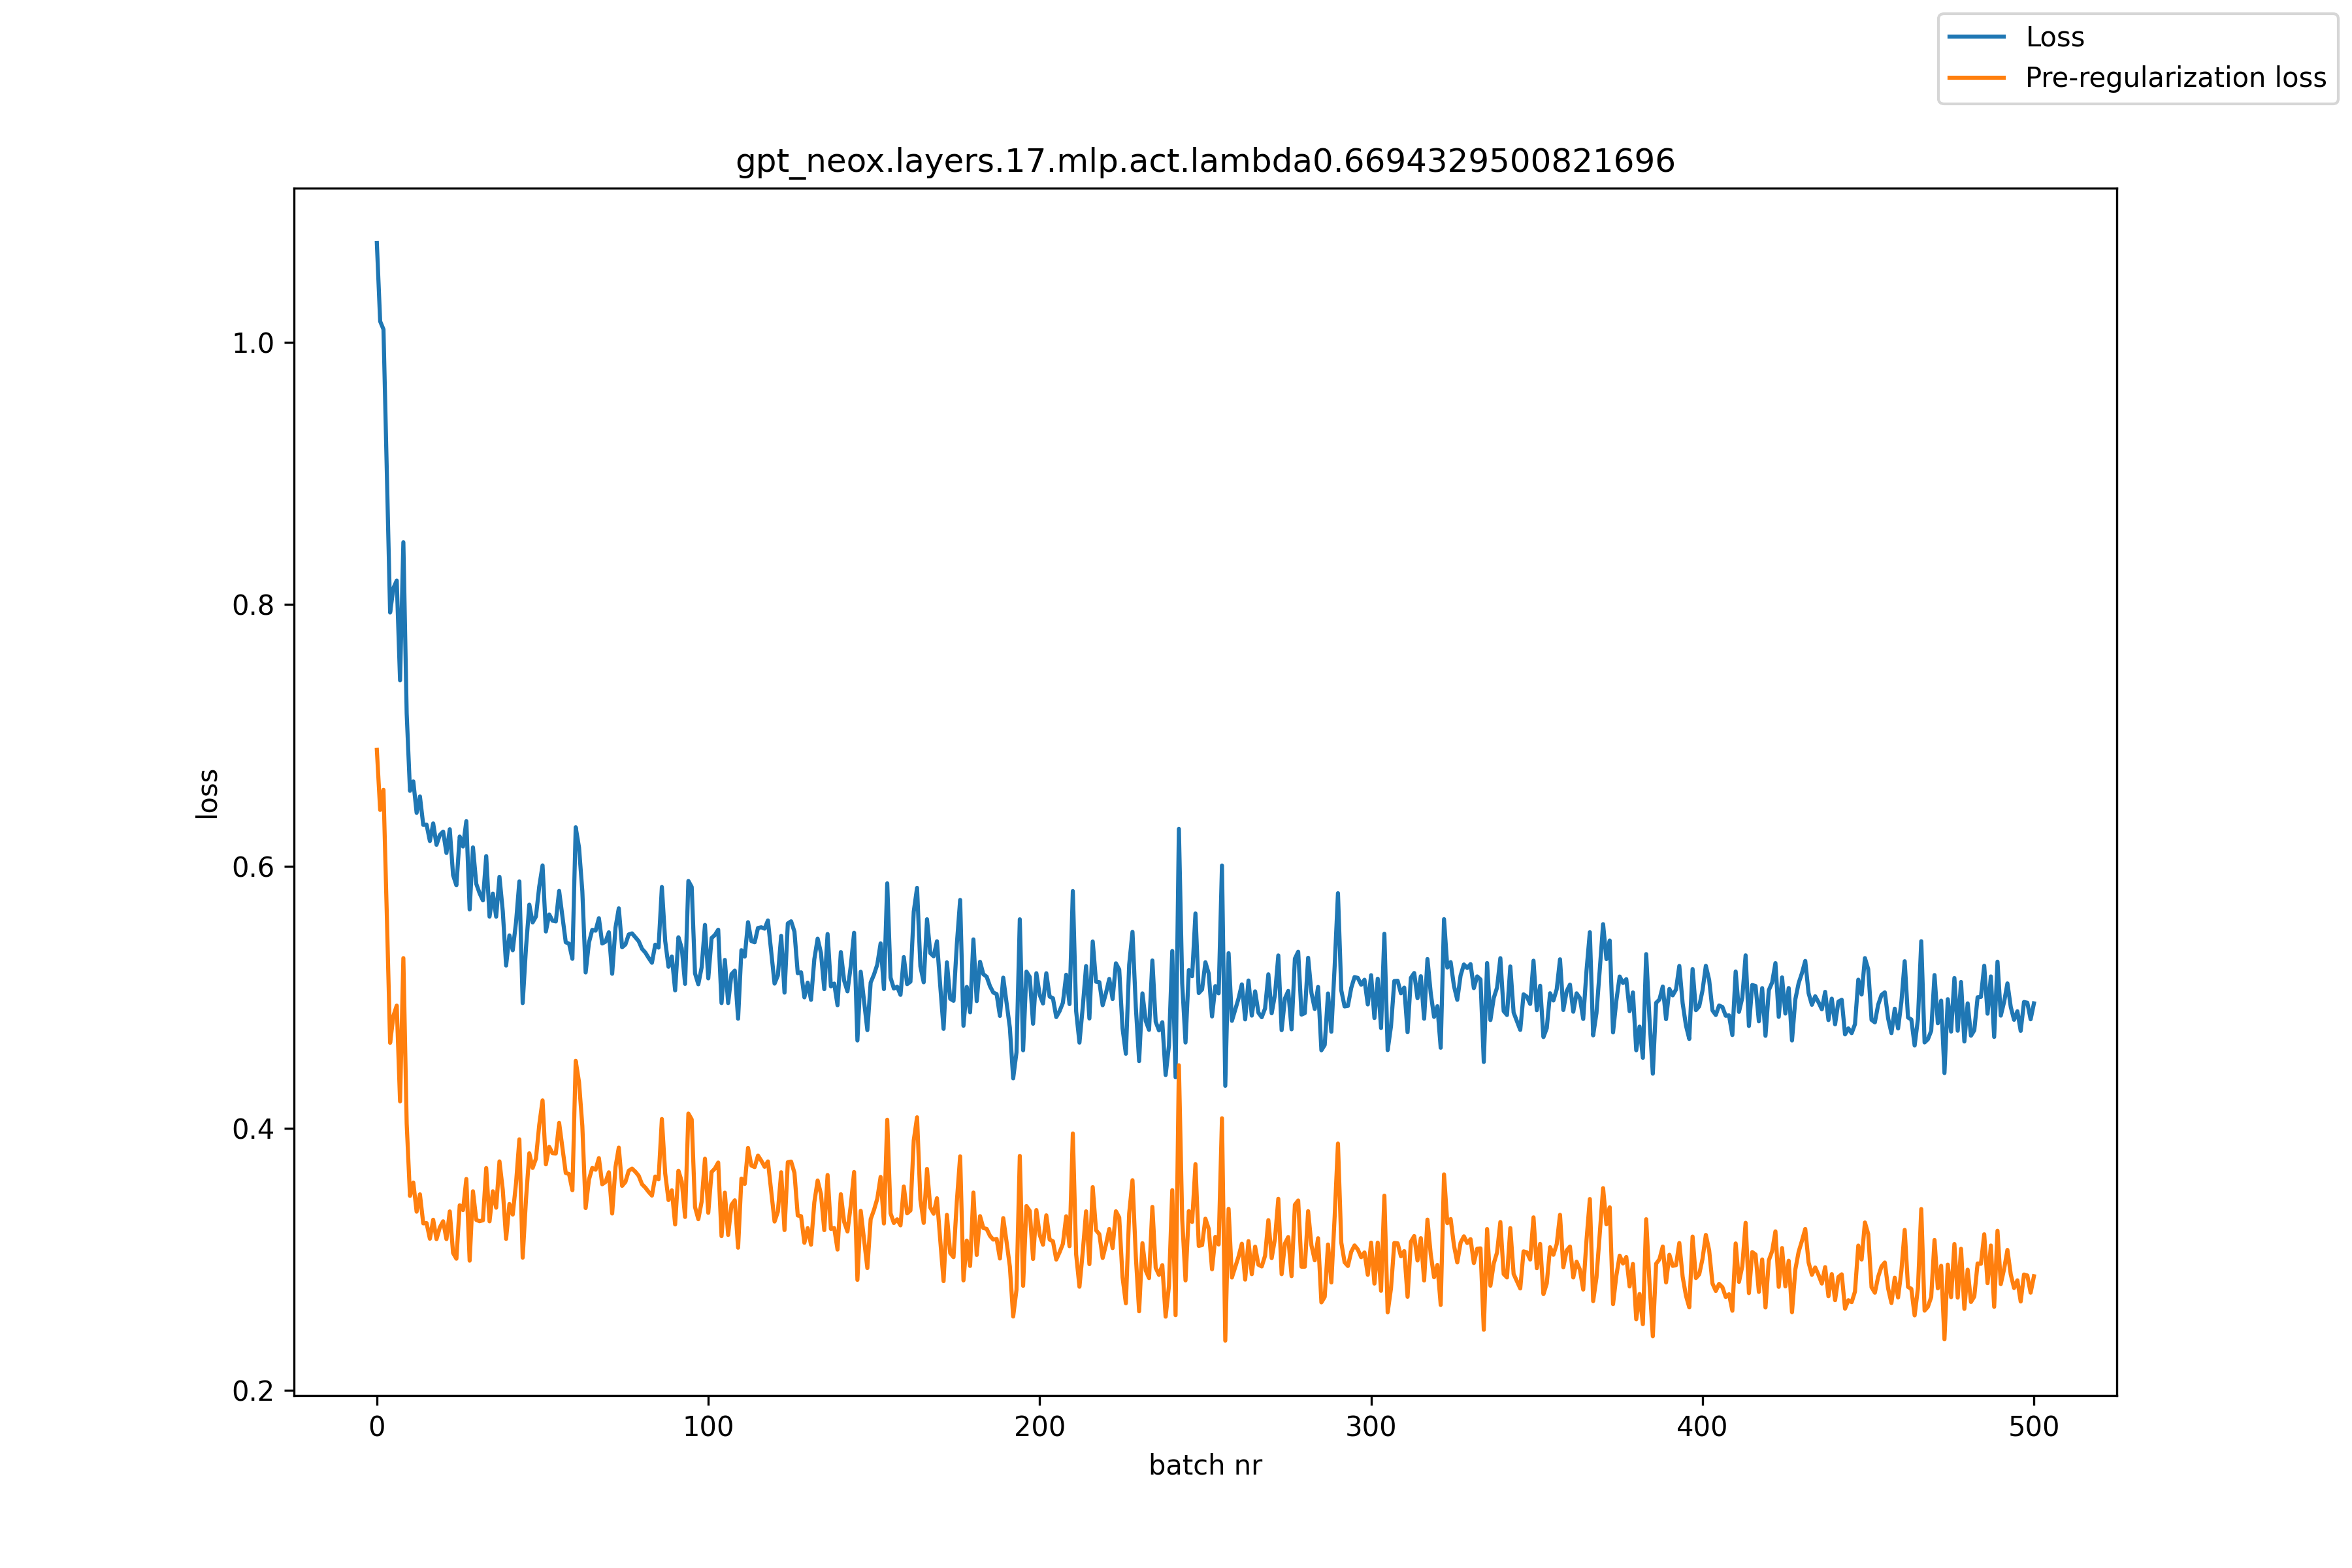 Loss
Pre-regularization loss
gpt_neox.layers.17.mlp.act.lambda0.6694329500821696
1.0
0.8
0.6
0.4
0.2
loss
0 100 200 300 400 500
batch nr